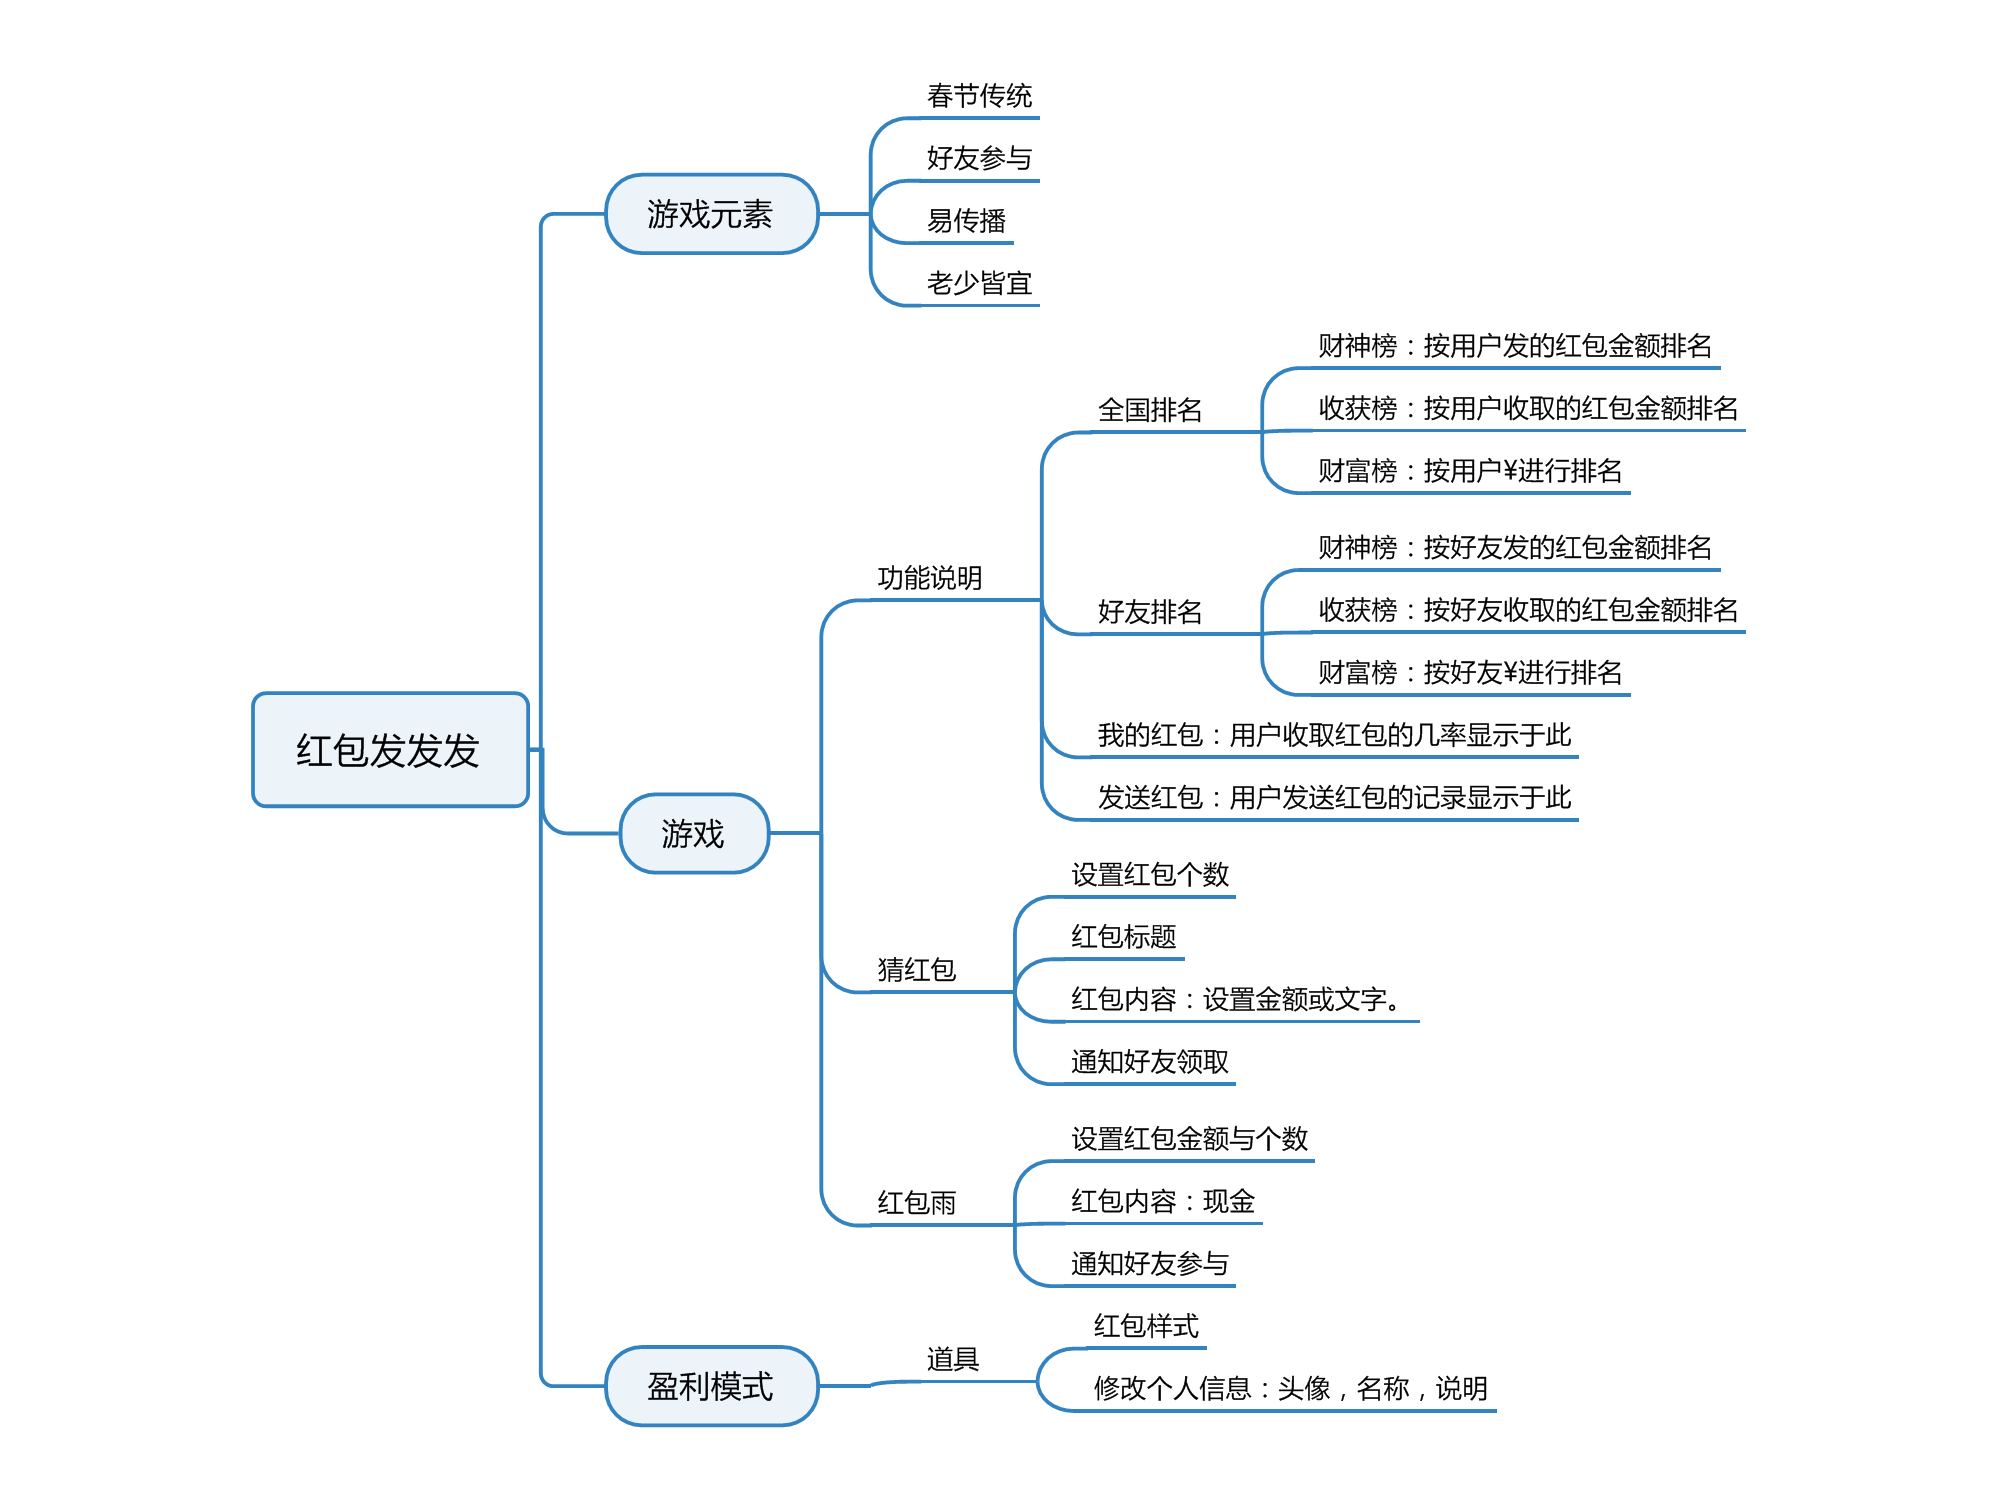 红包发发发
游戏元素
春节传统
好友参与
易传播
老少皆宜
游戏
功能说明
全国排名
财神榜：按用户发的红包金额排名
收获榜：按用户收取的红包金额排名
财富榜：按用户¥进行排名
好友排名
财神榜：按好友发的红包金额排名
收获榜：按好友收取的红包金额排名
财富榜：按好友¥进行排名
我的红包：用户收取红包的几率显示于此
发送红包：用户发送红包的记录显示于此
猜红包
设置红包个数
红包标题
红包内容：设置金额或文字。
通知好友领取
红包雨
设置红包金额与个数
红包内容：现金
通知好友参与
盈利模式
道具
红包样式
修改个人信息：头像，名称，说明